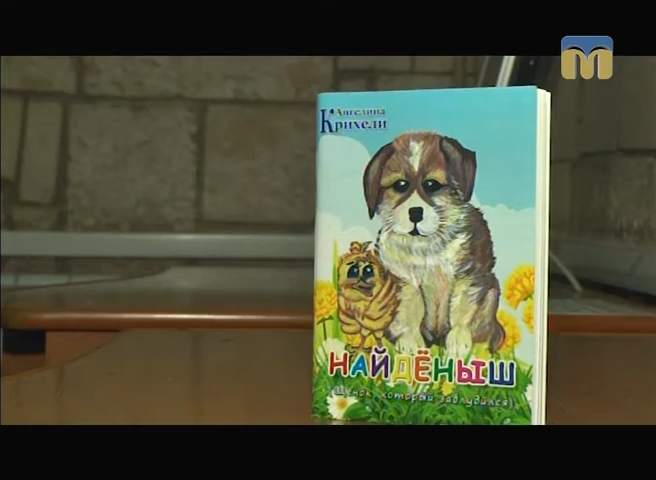 М
Ангелина
Крихели
НАЙДЁНЫШ
(Щенок, который заблудился)